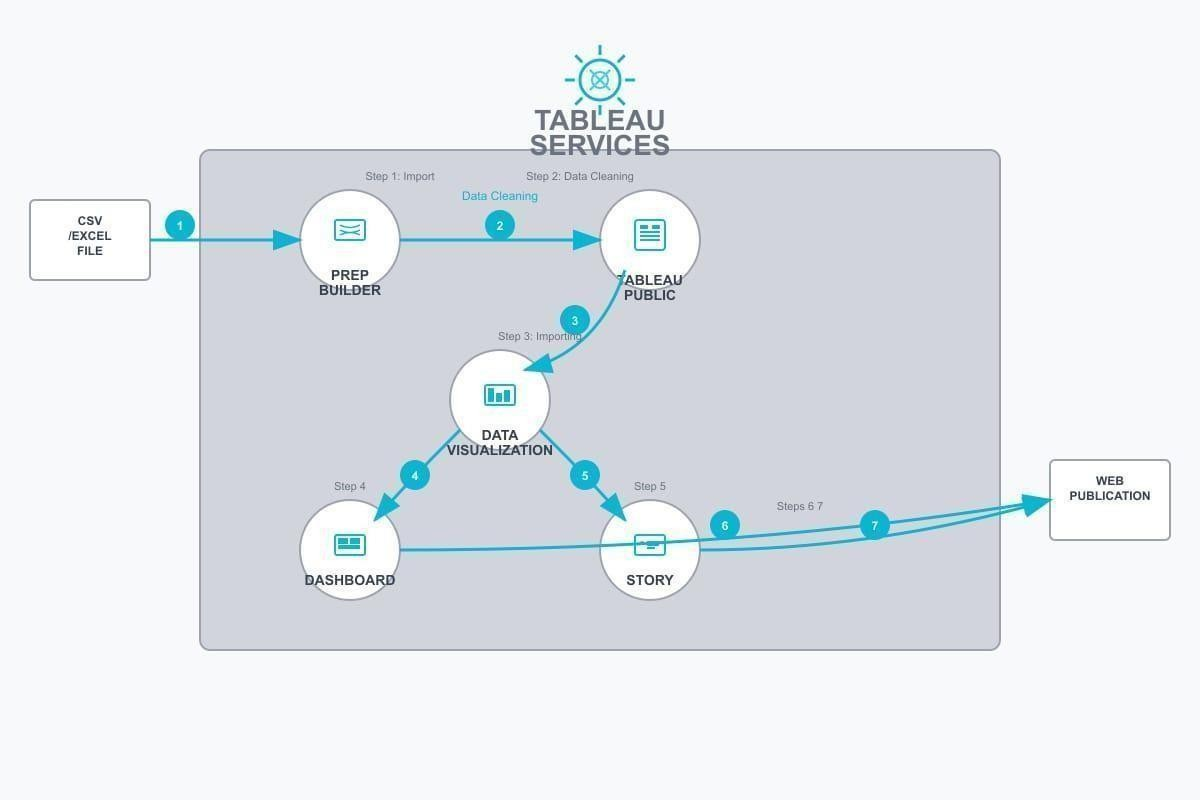 TABLEAU
SERVICES
Step 1: Import
Step 2: Data Cleaning
Data Cleaning
CSV
/EXCEL
FILE
1
2
PREP
BUILDER
TABLEAU
PUBLIC
3
Step 3: Importing
DATA
VISUALIZATION
4
5
Step 4
Step 5
Steps 6 7
WEB
PUBLICATION
6
7
DASHBOARD
STORY